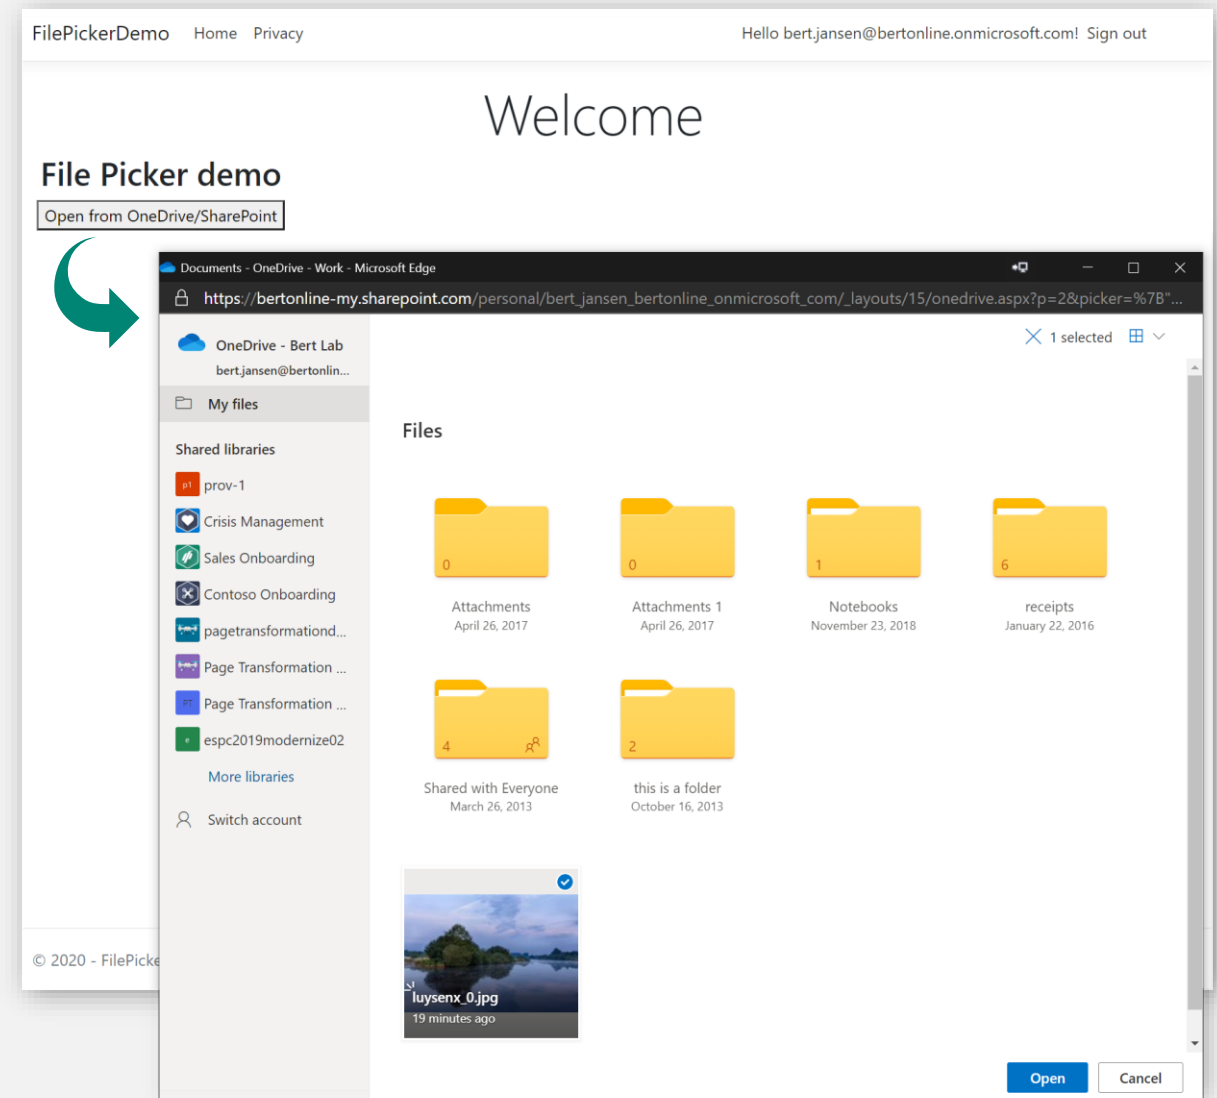 FilePickerDemo Home Privacy Hello bert.jansen@bertonline.onmicrosoft.com! Sign out
Welcome
File Picker demo
Open from OneDrive/SharePoint
Documents - OneDrive - Work - Microsoft Edge
https://bertonline-my.sharepoint.com/personal/bert_jansen_bertonline_onmicrosoft_com/_layouts/15/onedrive.aspx?p=2&picker=%7B"...
OneDrive - Bert Lab
bert.jansen@bertonlin...
1 selected
My files
Files
Shared libraries
p1 prov-1
Crisis Management
Sales Onboarding
Contoso Onboarding
pagetransformationd...
Page Transformation ...
PT Page Transformation ...
e espc2019modernize02
More libraries
Switch account
0 0 1 6
Attachments Attachments 1 Notebooks receipts
April 26, 2017 April 26, 2017 November 23, 2018 January 22, 2016
4 2
Shared with Everyone this is a folder
March 26, 2013 October 16, 2013
luysenx_0.jpg
19 minutes ago
© 2020 - FilePicke
Open Cancel